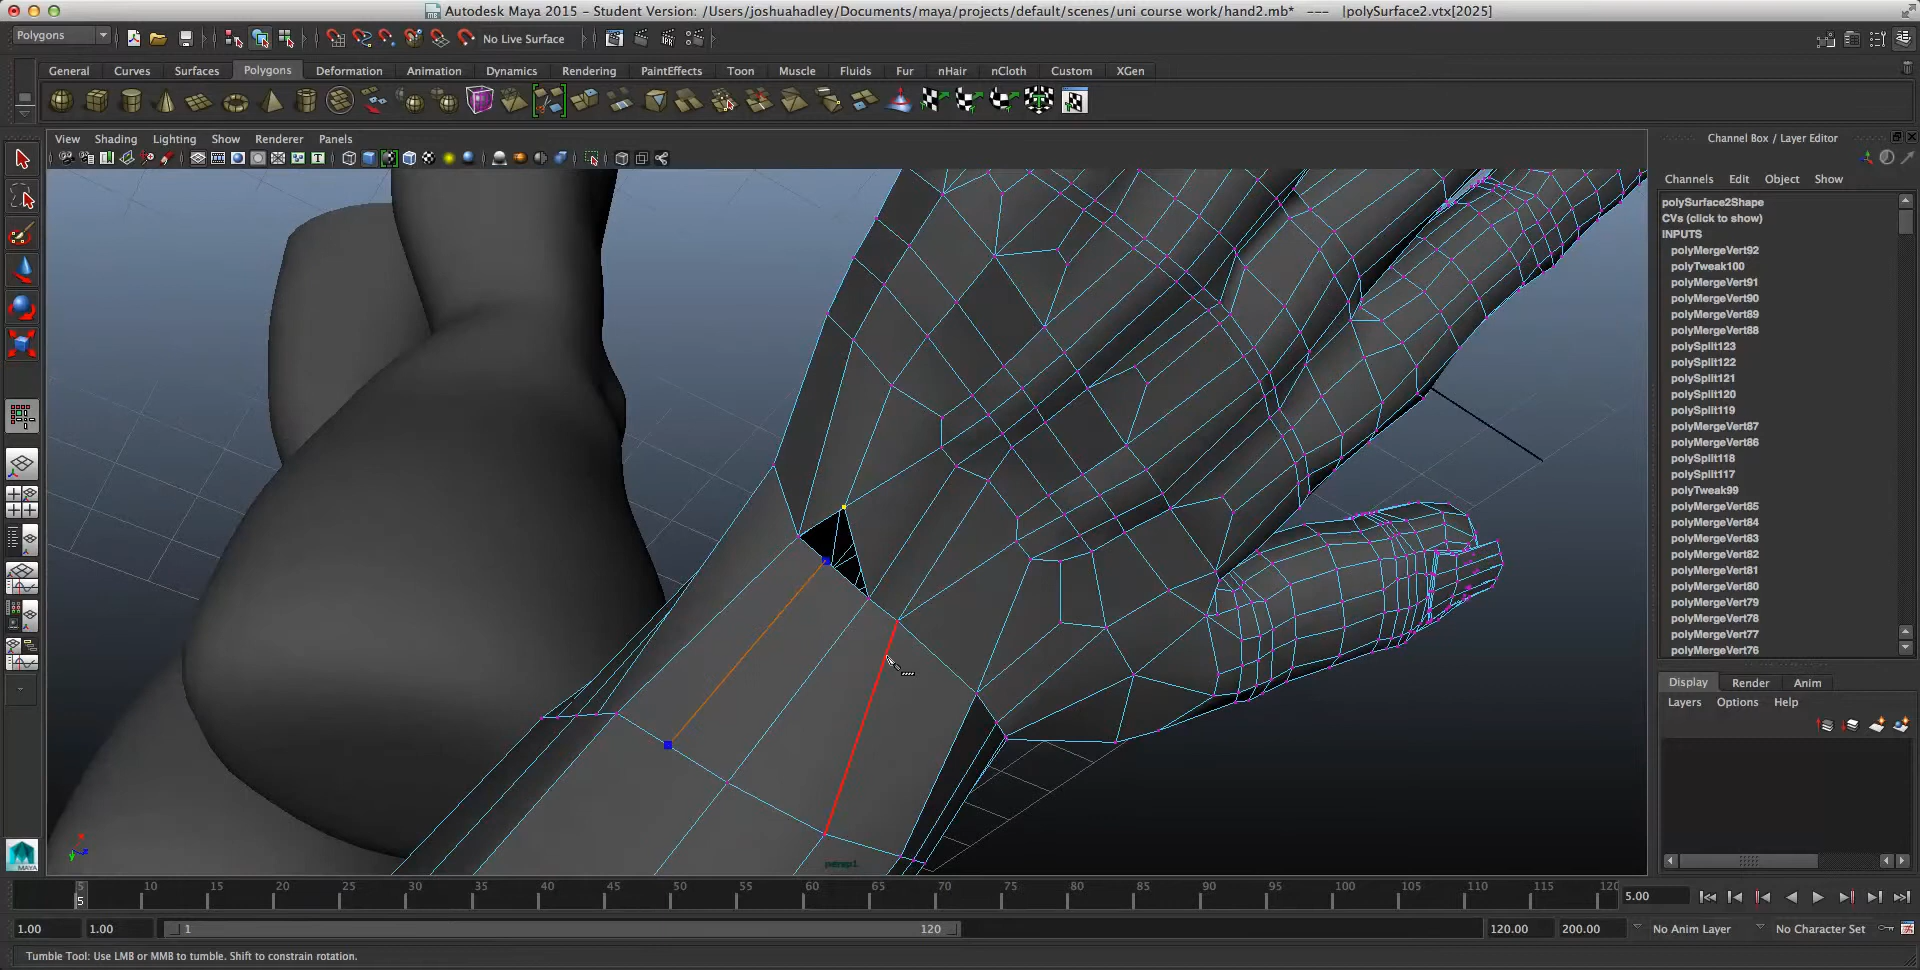 Autodesk Maya 2015 - Student Version: /Users/joshuahadley/Documents/maya/projects/default/scenes/uni course work/hand2.mb*   ---   |polySurface2.vtx[2025]
Polygons
No Live Surface
General Curves Surfaces Polygons Deformation Animation Dynamics Rendering PaintEffects Toon Muscle Fluids Fur nHair nCloth Custom XGen
View Shading Lighting Show Renderer Panels
Channel Box / Layer Editor
Channels Edit Object Show
polySurface2Shape
CVs (click to show)
INPUTS
polyMergeVert92
polyTweak100
polyMergeVert91
polyMergeVert90
polyMergeVert89
polyMergeVert88
polySplit123
polySplit122
polySplit121
polySplit120
polySplit119
polyMergeVert87
polyMergeVert86
polySplit118
polySplit117
polyTweak99
polyMergeVert85
polyMergeVert84
polyMergeVert83
polyMergeVert82
polyMergeVert81
polyMergeVert80
polyMergeVert79
polyMergeVert78
polyMergeVert77
polyMergeVert76
Display Render Anim
Layers Options Help
persp1
MAYA
5 10 15 20 25 30 35 40 45 50 55 60 65 70 75 80 85 90 95 100 105 110 115 120
5
5.00
1.00 1.00 1 120 120.00 200.00 No Anim Layer No Character Set
Tumble Tool: Use LMB or MMB to tumble. Shift to constrain rotation.